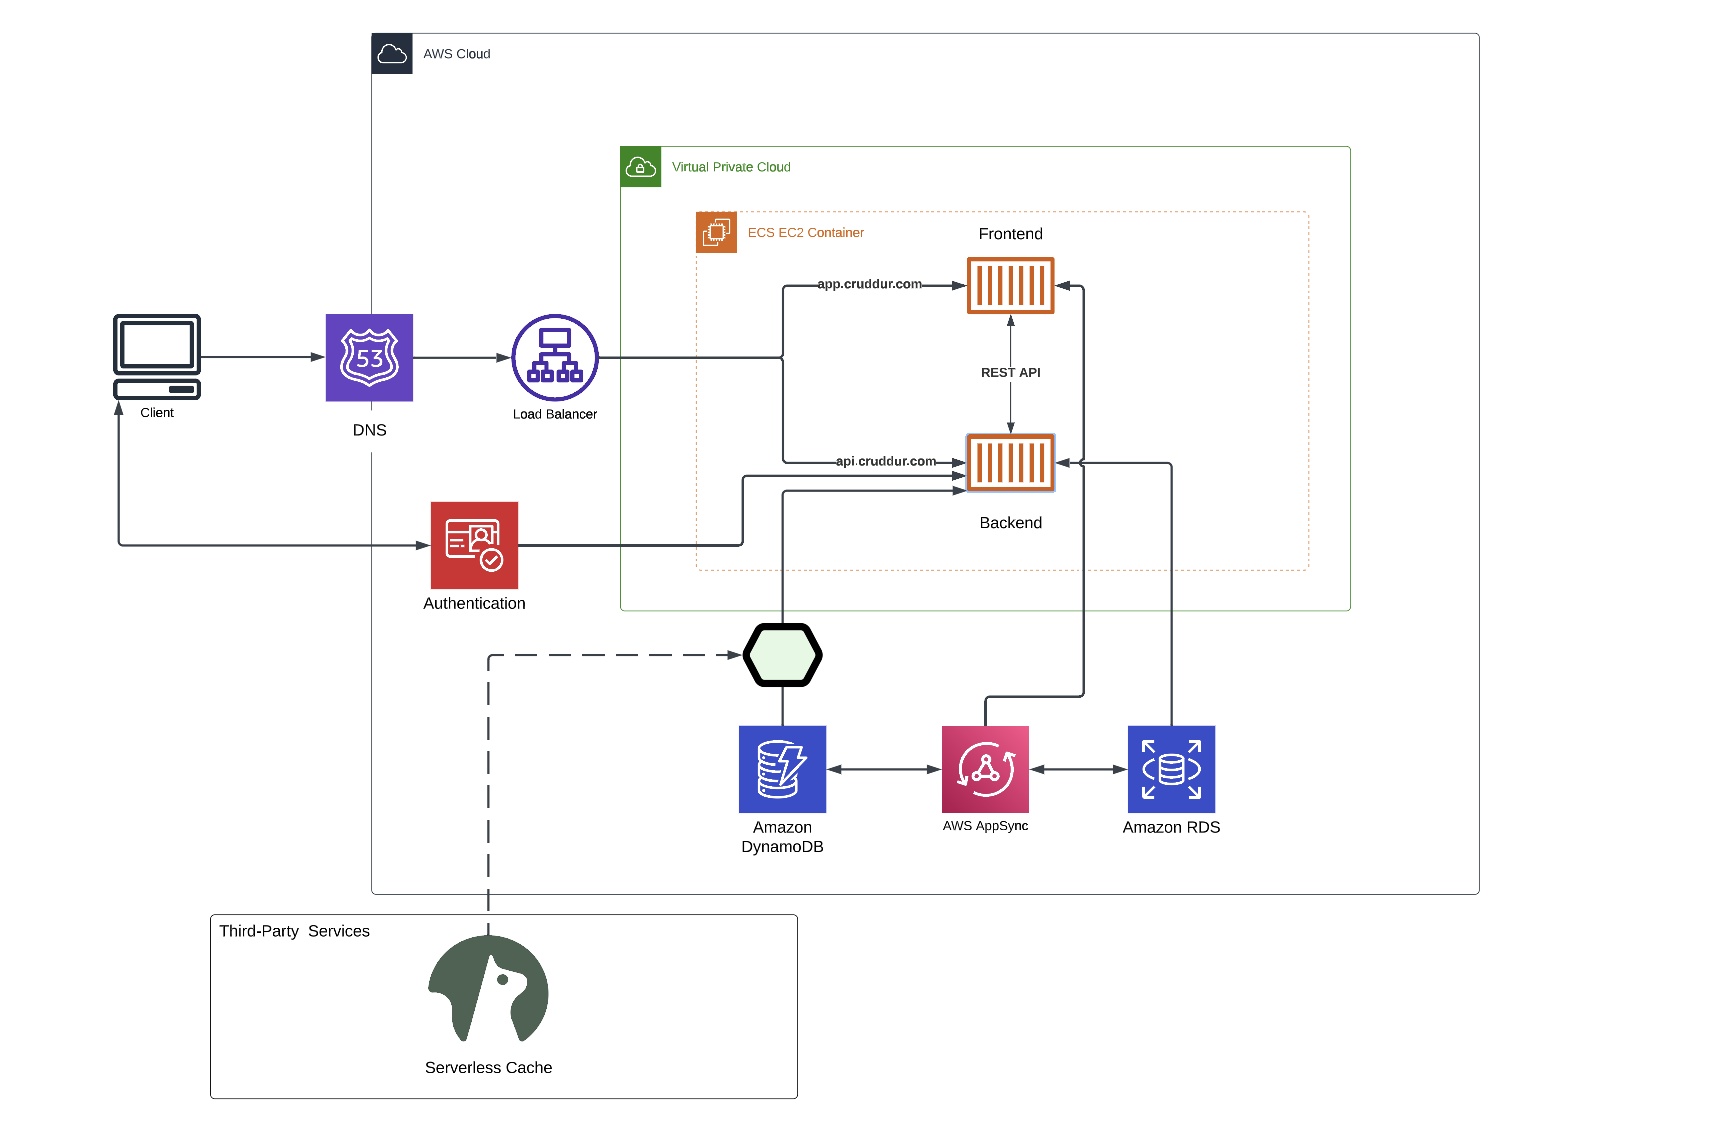 AWS Cloud
Virtual Private Cloud
ECS EC2 Container
Frontend
app.cruddur.com
53
REST API
Client
Load Balancer
DNS
api.cruddur.com
Backend
Authentication
Amazon
DynamoDB
AWS AppSync
Amazon RDS
Third-Party Services
Serverless Cache